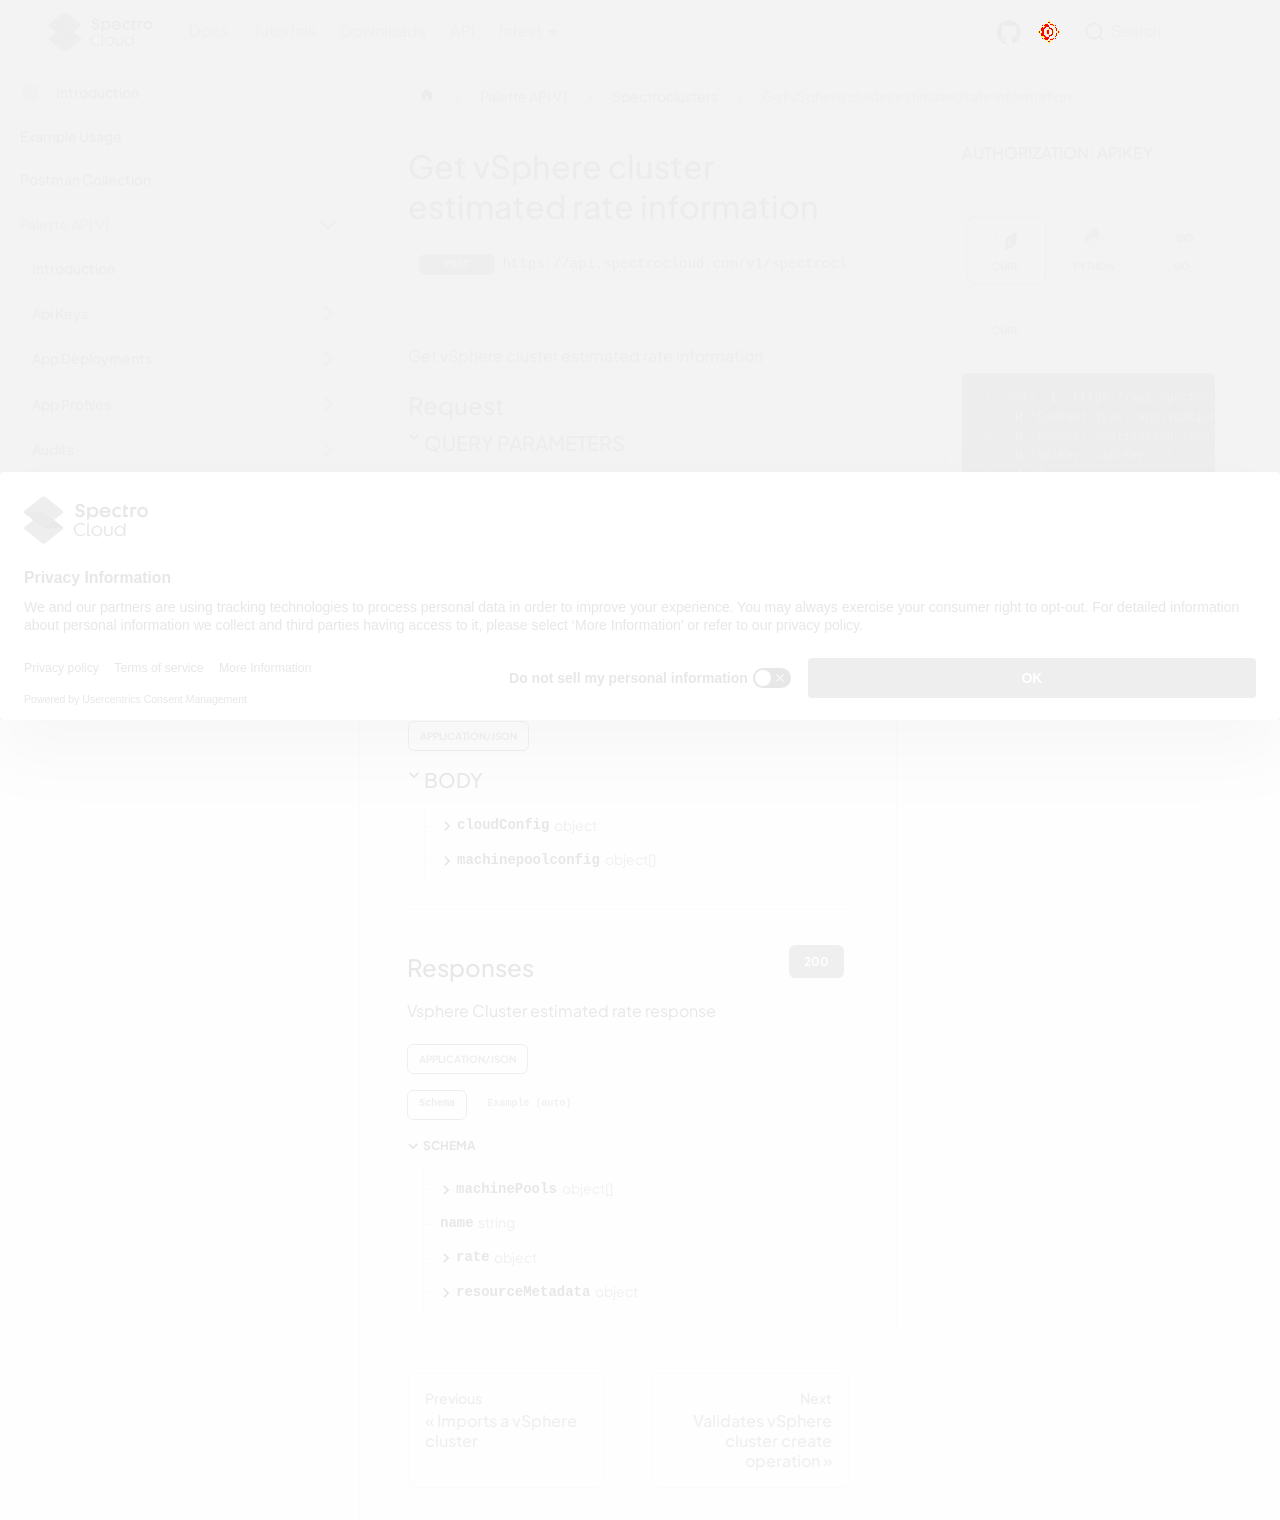 Spectro
Cloud
Docs
Tutorials
Downloads
API
latest
Search
Introduction
Example Usage
Postman Collection
Palette API V1
Introduction
Api Keys
App Deployments
App Profiles
Audits
Palette API V1
Spectroclusters
Get vSphere cluster estimated rate information
Get vSphere cluster
estimated rate information
POST
https://api.spectrocloud.com/v1/spectrocl
Get vSphere cluster estimated rate information
Request
QUERY PARAMETERS
AUTHORIZATION: APIKEY
CURL
PYTHON
GO
CURL
Spectro
Cloud
Privacy Information
We and our partners are using tracking technologies to process personal data in order to improve your experience. You may always exercise your consumer right to opt-out. For detailed information
about personal information we collect and third parties having access to it, please select 'More Information' or refer to our privacy policy.
Privacy policy
Terms of service
More Information
Powered by Usercentrics Consent Management
Do not sell my personal information
OK
APPLICATION/JSON
BODY
cloudConfig object
machinepoolconfig object[]
Responses
200
Vsphere Cluster estimated rate response
APPLICATION/JSON
Schema
Example (auto)
SCHEMA
machinePools object[]
name string
rate object
resourceMetadata object
Previous
« Imports a vSphere
cluster
Next
Validates vSphere
cluster create
operation »